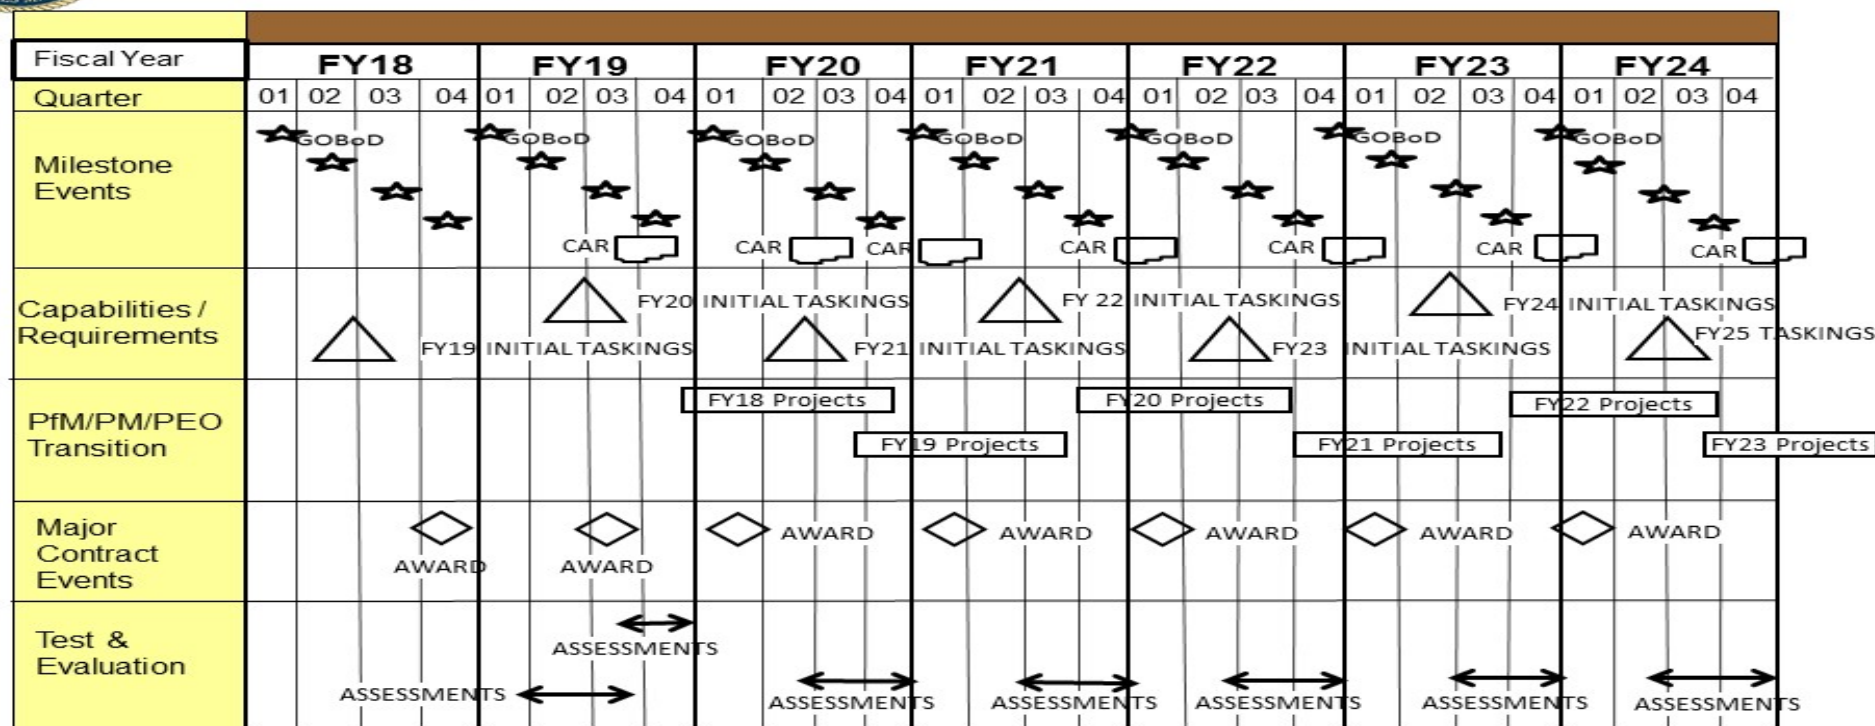 Fiscal Year FY18 FY19 FY20 FY21 FY22 FY23 FY24
Quarter 01 02 03 04 01 02 03 04 01 02 03 04 01 02 03 04 01 02 03 04 01 02 03 04 01 02 03 04
Milestone
Events
GOBoD GOBoD GOBoD GOBoD GOBoD GOBoD GOBoD
CAR CAR CAR CAR CAR CAR CAR
Capabilities /
Requirements
FY20 INITIAL TASKINGS FY 22 INITIAL TASKINGS FY24 INITIAL TASKINGS
FY19 INITIAL TASKINGS FY21 INITIAL TASKINGS FY23 INITIAL TASKINGS FY25 TASKINGS
PfM/PM/PEO
Transition
FY18 Projects FY20 Projects FY22 Projects
FY19 Projects FY21 Projects FY23 Projects
Major
Contract
Events
AWARD AWARD AWARD AWARD AWARD
AWARD AWARD
Test &
Evaluation
ASSESSMENTS
ASSESSMENTS ASSESSMENTS ASSESSMENTS ASSESSMENTS ASSESSMENTS ASSESSMENTS